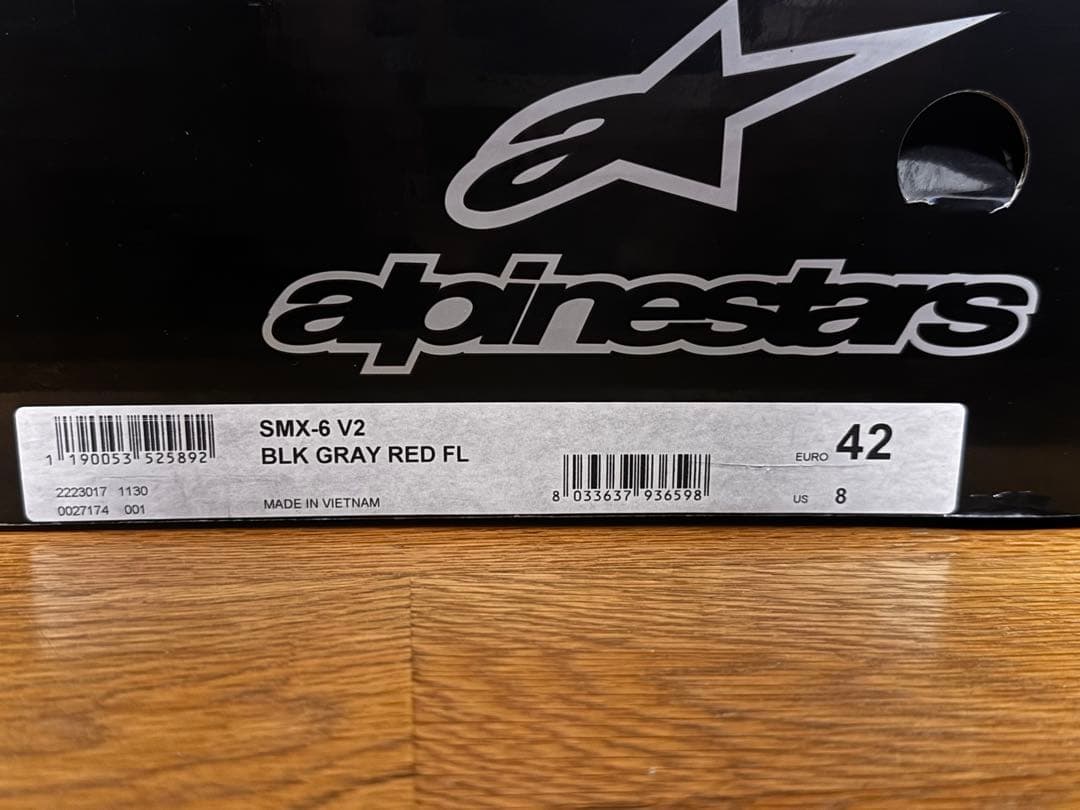 alpinestars
SMX-6 V2
BLK GRAY RED FL
1 190053 525892
2223017 1130
0027174 001
MADE IN VIETNAM
8 033637 936598
EURO 42
US 8